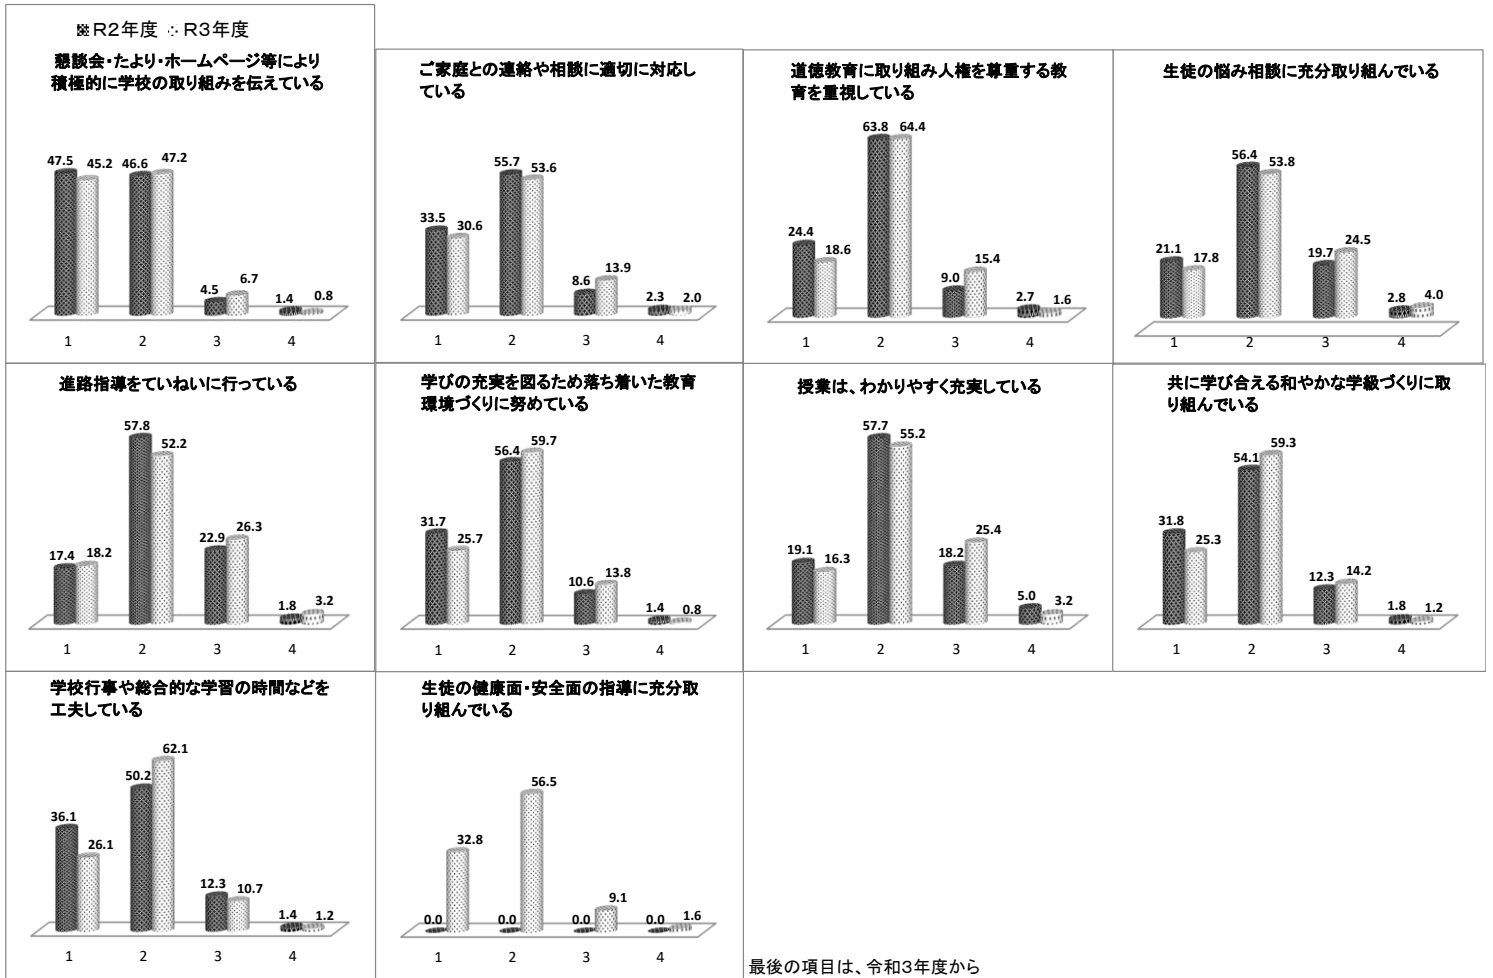 R2年度 R3年度
懇談会・たより・ホームページ等により
積極的に学校の取り組みを伝えている
47.5 45.2 46.6 47.2 4.5 6.7 1.4 0.8
1 2 3 4
ご家庭との連絡や相談に適切に対応し
ている
33.5 30.6 55.7 53.6 8.6 13.9 2.3 2.0
1 2 3 4
道徳教育に取り組み人権を尊重する教
育を重視している
24.4 18.6 63.8 64.4 9.0 15.4 2.7 1.6
1 2 3 4
生徒の悩み相談に充分取り組んでいる
21.1 17.8 56.4 53.8 19.7 24.5 2.8 4.0
1 2 3 4
進路指導をていねいに行っている
17.4 18.2 57.8 52.2 22.9 26.3 1.8 3.2
1 2 3 4
学びの充実を図るため落ち着いた教育
環境づくりに努めている
31.7 25.7 56.4 59.7 10.6 13.8 1.4 0.8
1 2 3 4
授業は、わかりやすく充実している
19.1 16.3 57.7 55.2 18.2 25.4 5.0 3.2
1 2 3 4
共に学び合える和やかな学級づくりに取
り組んでいる
31.8 25.3 54.1 59.3 12.3 14.2 1.8 1.2
1 2 3 4
学校行事や総合的な学習の時間などを
工夫している
36.1 26.1 50.2 62.1 12.3 10.7 1.4 1.2
1 2 3 4
生徒の健康面・安全面の指導に充分取
り組んでいる
0.0 32.8 0.0 56.5 0.0 9.1 0.0 1.6
1 2 3 4
最後の項目は、令和3年度から